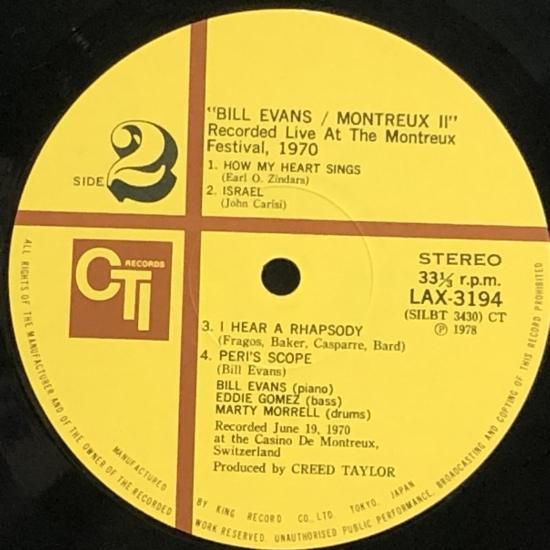 "BILL EVANS / MONTREUX II"
Recorded Live At The Montreux
Festival, 1970
1. HOW MY HEART SINGS
(Earl O. Zindars)
2. ISRAEL
(John Carisi)
SIDE 2
CTI RECORDS
STEREO
33⅓ r.p.m.
LAX-3194
(SILBT 3430) CT
Ⓟ 1978
3. I HEAR A RHAPSODY
(Fragos, Baker, Casparre, Bard)
4. PERI'S SCOPE
(Bill Evans)
BILL EVANS (piano)
EDDIE GOMEZ (bass)
MARTY MORRELL (drums)
Recorded June 19, 1970
at the Casino De Montreux,
Switzerland
Produced by CREED TAYLOR
MANUFACTURED BY KING RECORD CO., LTD. TOKYO, JAPAN
ALL RIGHTS OF THE MANUFACTURER AND OF THE OWNER OF THE RECORDED WORK RESERVED. UNAUTHORISED PUBLIC PERFORMANCE, BROADCASTING AND COPYING OF THIS RECORD PROHIBITED